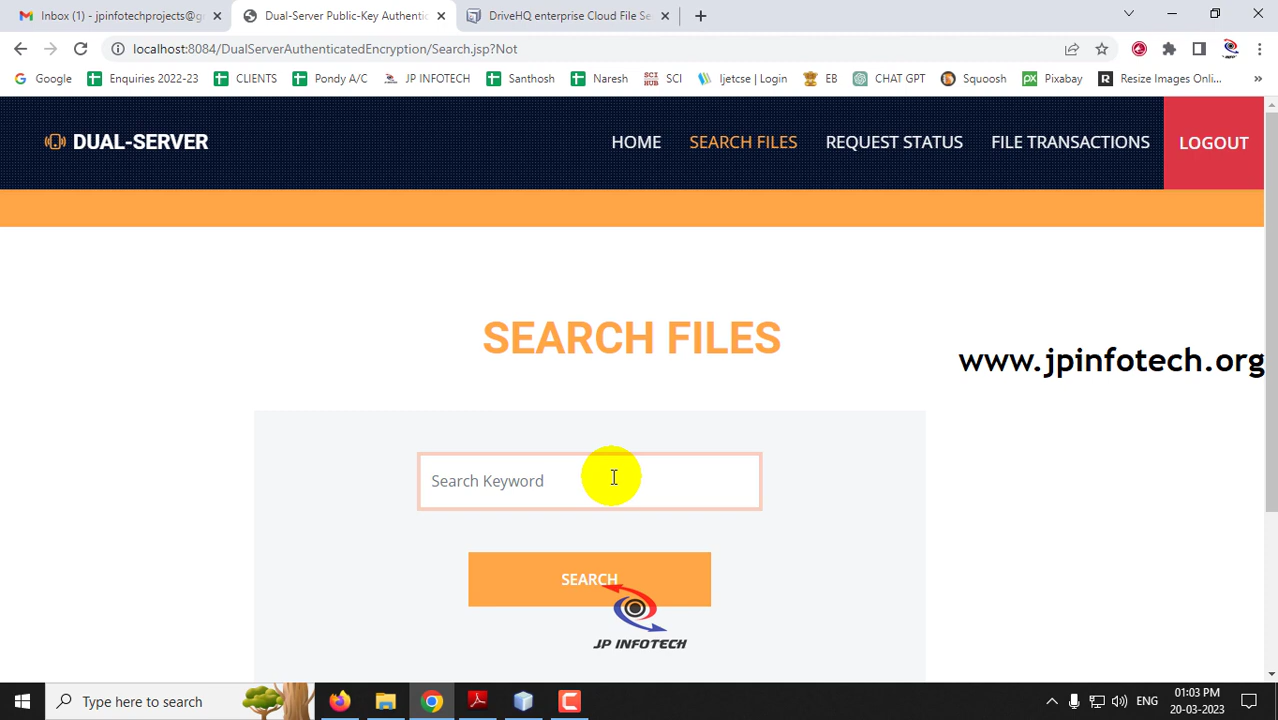 Inbox (1) - jpinfotechprojects@g
Dual-Server Public-Key Authentic
DriveHQ enterprise Cloud File Se
localhost:8084/DualServerAuthenticatedEncryption/Search.jsp?Not
Google
Enquiries 2022-23
CLIENTS
Pondy A/C
JP INFOTECH
Santhosh
Naresh
SCI HUB
SCI
Ijetcse | Login
EB
CHAT GPT
Squoosh
px
Pixabay
R
Resize Images Onli...
»
DUAL-SERVER
HOME
SEARCH FILES
REQUEST STATUS
FILE TRANSACTIONS
LOGOUT
SEARCH FILES
www.jpinfotech.org
Search Keyword
SEARCH
JP INFOTECH
Type here to search
ENG
01:03 PM
20-03-2023